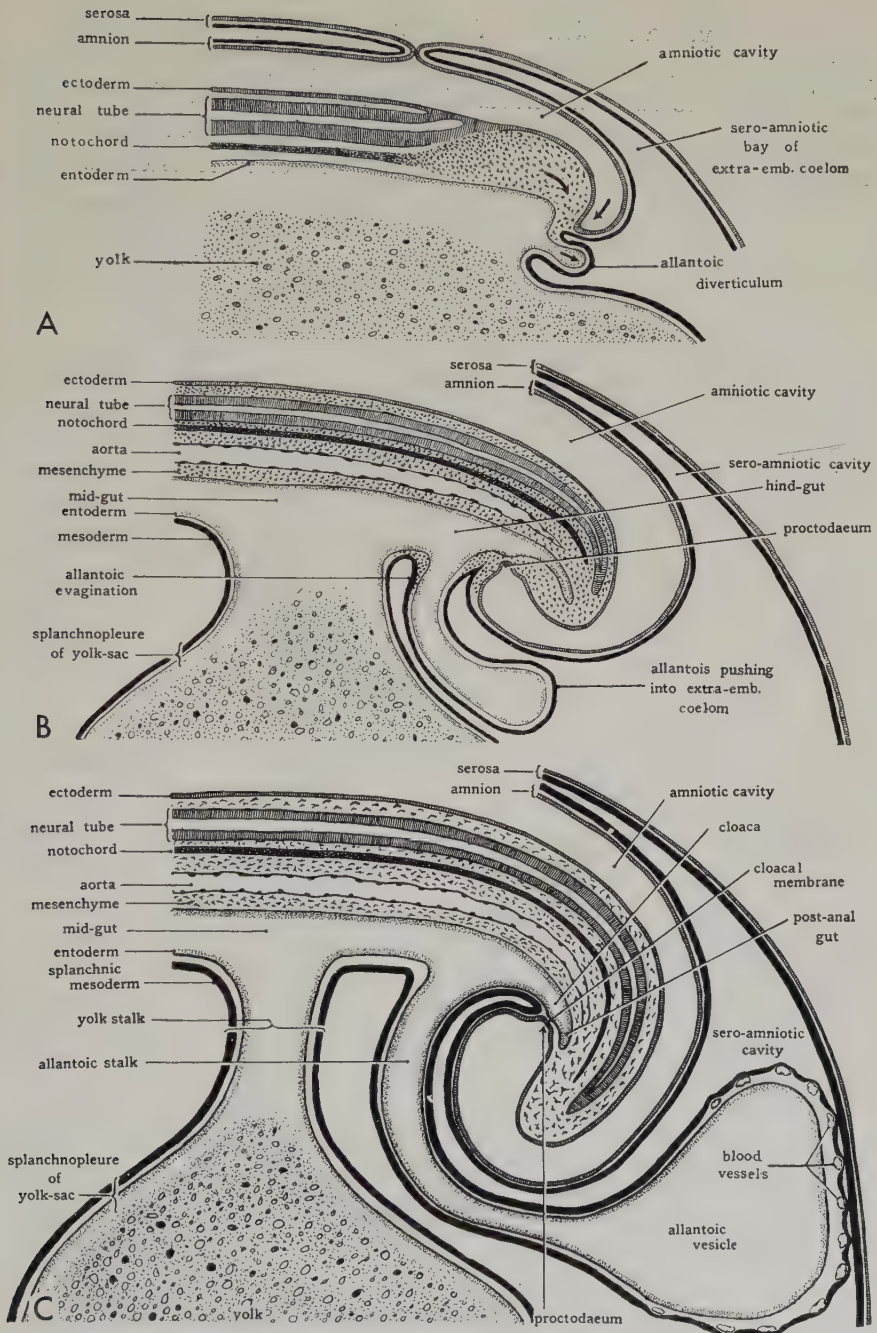 serosa
amnion
ectoderm
neural tube
notochord
entoderm
yolk
A
amniotic cavity
sero-amniotic
bay of
extra-emb. coelom
allantoic
diverticulum
ectoderm
neural tube
notochord
aorta
mesenchyme
mid-gut
entoderm
mesoderm
allantoic
evagination
splanchnopleure
of yolk-sac
B
serosa
amnion
amniotic cavity
sero-amniotic cavity
hind-gut
proctodaeum
allantois pushing
into extra-emb.
coelom
ectoderm
neural tube
notochord
aorta
mesenchyme
mid-gut
entoderm
splanchnic
mesoderm
yolk stalk
allantoic stalk
splanchnopleure
of
yolk-sac
C
yolk
serosa
amnion
amniotic cavity
cloaca
cloacal
membrane
post-anal
gut
sero-amniotic
cavity
blood
vessels
allantoic
vesicle
proctodaeum